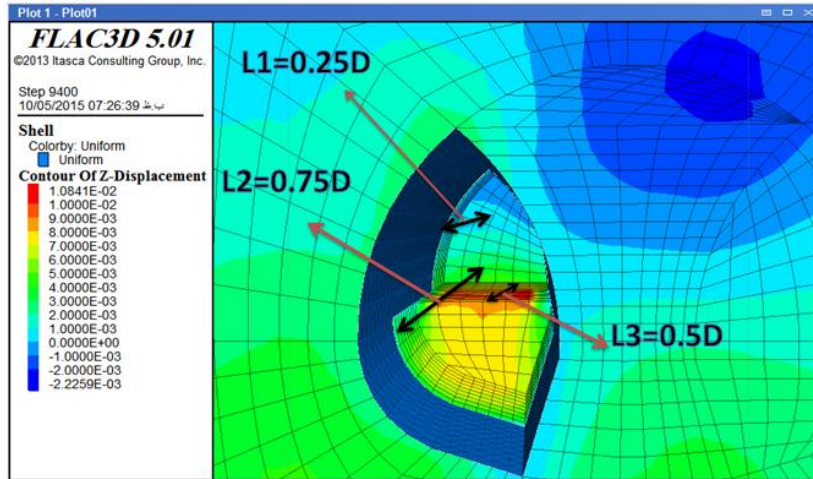 Plot 1 - Plot01
FLAC3D 5.01
©2013 Itasca Consulting Group, Inc.
Step 9400
10/05/2015 07:26:39 ب.ظ
Shell
Colorby: Uniform
Uniform
Contour Of Z-Displacement
1.0841E-02
1.0000E-02
9.0000E-03
8.0000E-03
7.0000E-03
6.0000E-03
5.0000E-03
4.0000E-03
3.0000E-03
2.0000E-03
1.0000E-03
0.0000E+00
-1.0000E-03
-2.0000E-03
-2.2259E-03
L1=0.25D
L2=0.75D
L3=0.5D